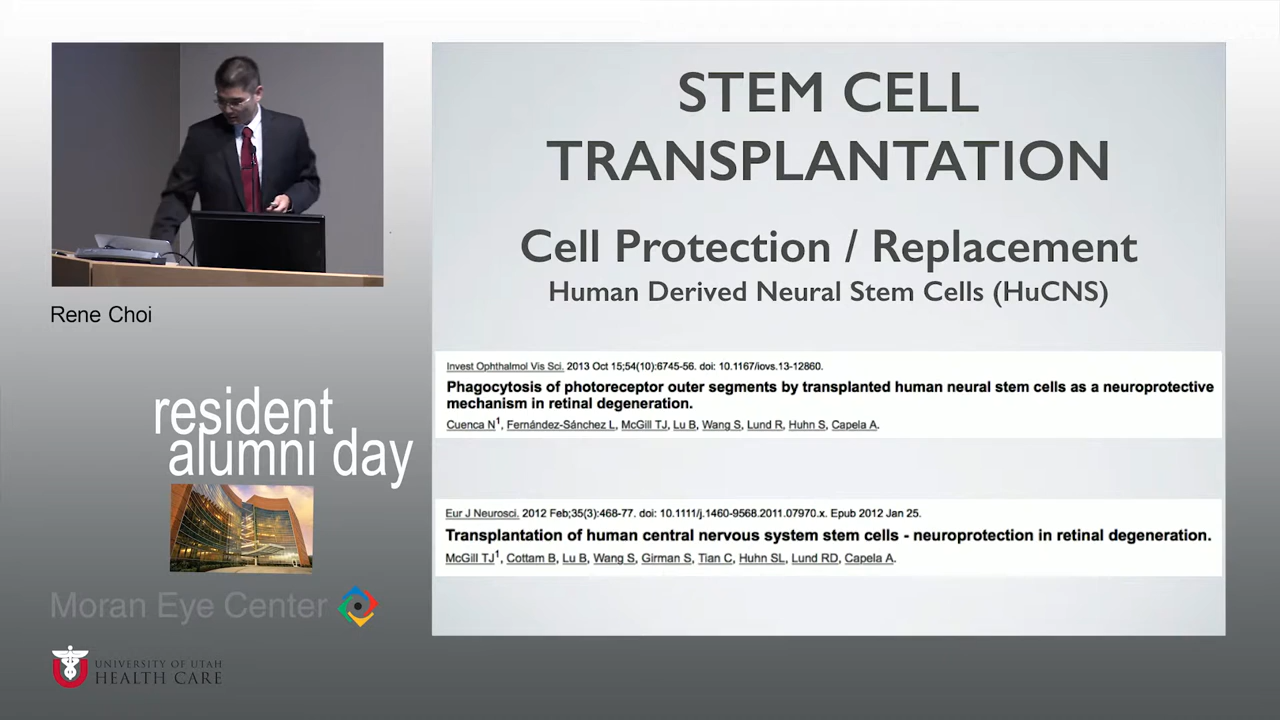 Rene Choi
resident
alumni day
Moran Eye Center
UNIVERSITY OF UTAH
HEALTH CARE
STEM CELL
TRANSPLANTATION
Cell Protection / Replacement
Human Derived Neural Stem Cells (HuCNS)
Invest Ophthalmol Vis Sci. 2013 Oct 15;54(10):6745-56. doi: 10.1167/iovs.13-12860.
Phagocytosis of photoreceptor outer segments by transplanted human neural stem cells as a neuroprotective
mechanism in retinal degeneration.
Cuenca N1, Fernández-Sánchez L, McGill TJ, Lu B, Wang S, Lund R, Huhn S, Capela A.
Eur J Neurosci. 2012 Feb;35(3):468-77. doi: 10.1111/j.1460-9568.2011.07970.x. Epub 2012 Jan 25.
Transplantation of human central nervous system stem cells - neuroprotection in retinal degeneration.
McGill TJ1, Cottam B, Lu B, Wang S, Girman S, Tian C, Huhn SL, Lund RD, Capela A.